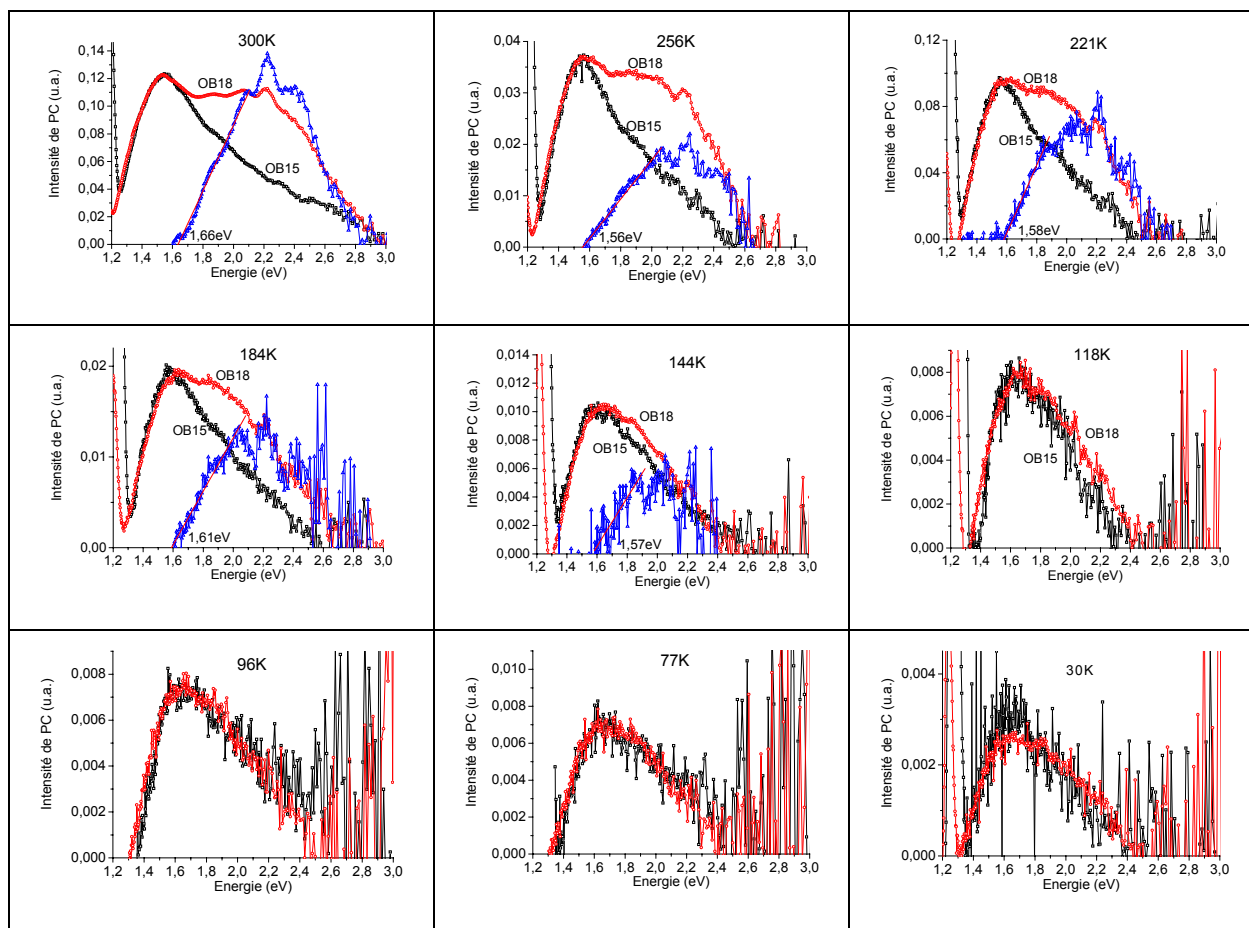 300K
Intensité de PC (u.a.)
0,14
0,12
0,10
0,08
0,06
0,04
0,02
0,00
OB18
OB15
1,66eV
1,2 1,4 1,6 1,8 2,0 2,2 2,4 2,6 2,8 3,0
Energie (eV)
256K
Intensité de PC (u.a.)
0,04
0,03
0,02
0,01
0,00
OB18
OB15
1,56eV
1,2 1,4 1,6 1,8 2,0 2,2 2,4 2,6 2,8 3,0
Energie (eV)
221K
Intensité de PC (u.a.)
0,12
0,08
0,04
0,00
OB18
OB15
1,58eV
1,2 1,4 1,6 1,8 2,0 2,2 2,4 2,6 2,8 3,0
Energie (eV)
184K
Intensité de PC (u.a.)
0,02
0,01
0,00
OB18
OB15
1,61eV
1,2 1,4 1,6 1,8 2,0 2,2 2,4 2,6 2,8 3,0
Energie (eV)
144K
Intensité de PC (u.a.)
0,014
0,012
0,010
0,008
0,006
0,004
0,002
0,000
OB18
OB15
1,57eV
1,2 1,4 1,6 1,8 2,0 2,2 2,4 2,6 2,8 3,0
Energie (eV)
118K
Intensité de PC (u.a.)
0,008
0,006
0,004
0,002
0,000
OB18
OB15
1,2 1,4 1,6 1,8 2,0 2,2 2,4 2,6 2,8 3,0
Energie (eV)
96K
Intensité de PC (u.a.)
0,008
0,006
0,004
0,002
0,000
1,2 1,4 1,6 1,8 2,0 2,2 2,4 2,6 2,8 3,0
Energie (eV)
77K
Intensité de PC (u.a.)
0,010
0,008
0,006
0,004
0,002
0,000
1,2 1,4 1,6 1,8 2,0 2,2 2,4 2,6 2,8 3,0
Energie (eV)
30K
Intensité de PC (u.a.)
0,004
0,002
0,000
1,2 1,4 1,6 1,8 2,0 2,2 2,4 2,6 2,8 3,0
Energie (eV)